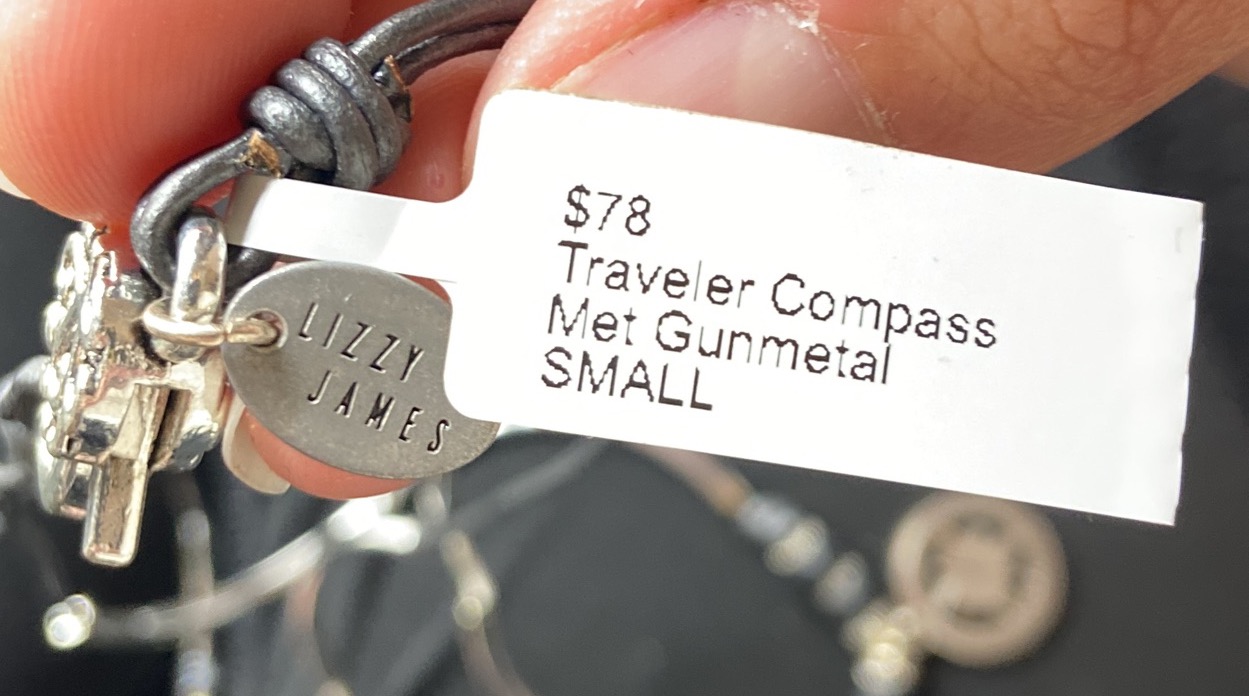 $78
Traveler Compass
Met Gunmetal
SMALL
LIZZY
JAMES